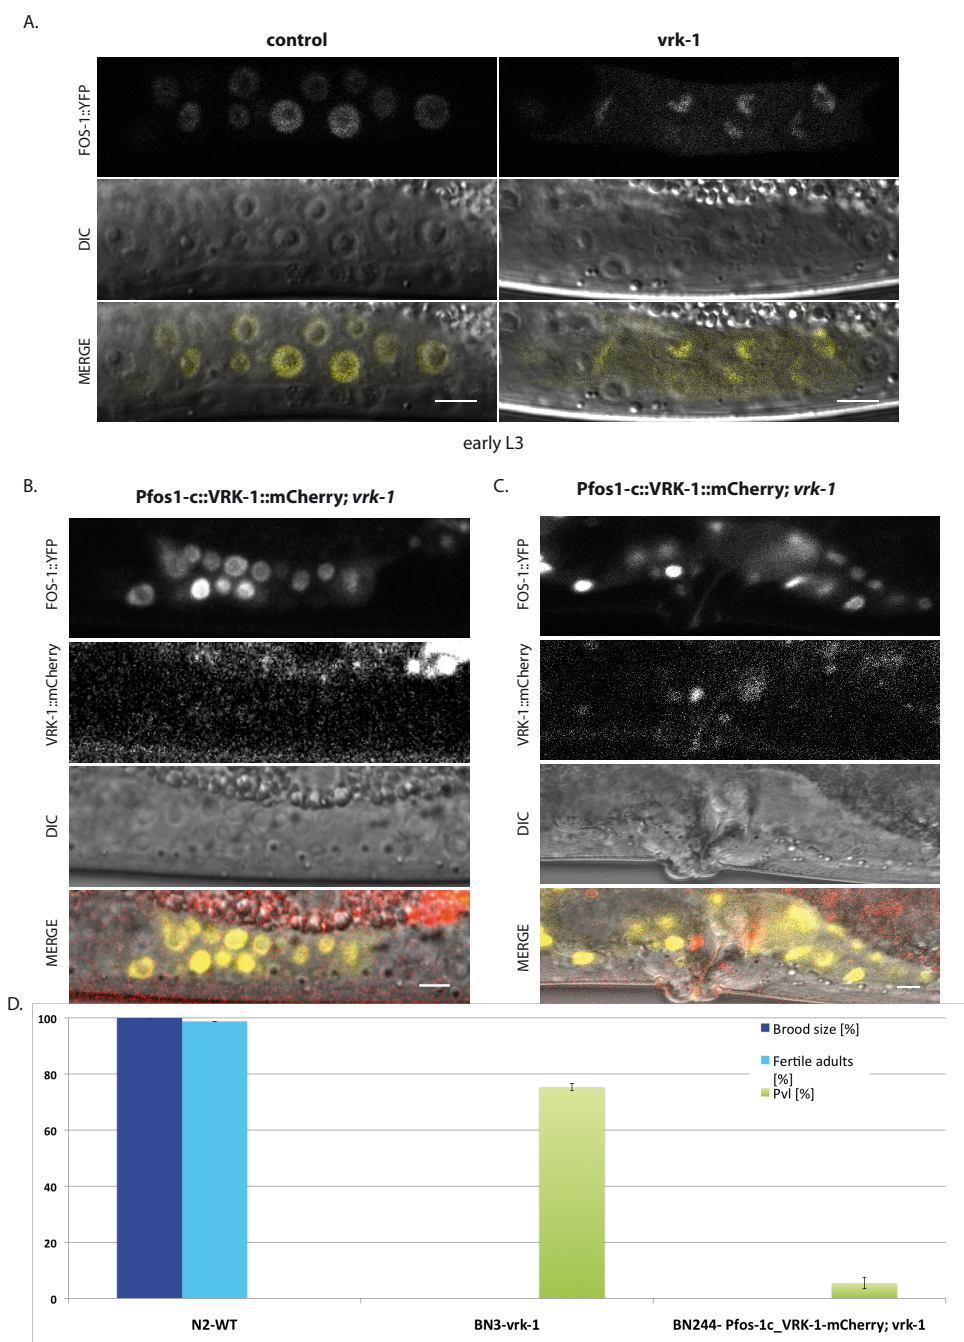 A.
control
vrk-1
FOS-1::YFP
DIC
MERGE
early L3
B.
Pfos1-c::VRK-1::mCherry; vrk-1
FOS-1::YFP
VRK-1::mCherry
DIC
MERGE
C.
Pfos1-c::VRK-1::mCherry; vrk-1
FOS-1::YFP
VRK-1::mCherry
DIC
MERGE
D.
100
80
60
40
20
0
Brood size [%]
Fertile adults
[%]
Pvl [%]
N2-WT
BN3-vrk-1
BN244- Pfos-1c_VRK-1-mCherry; vrk-1